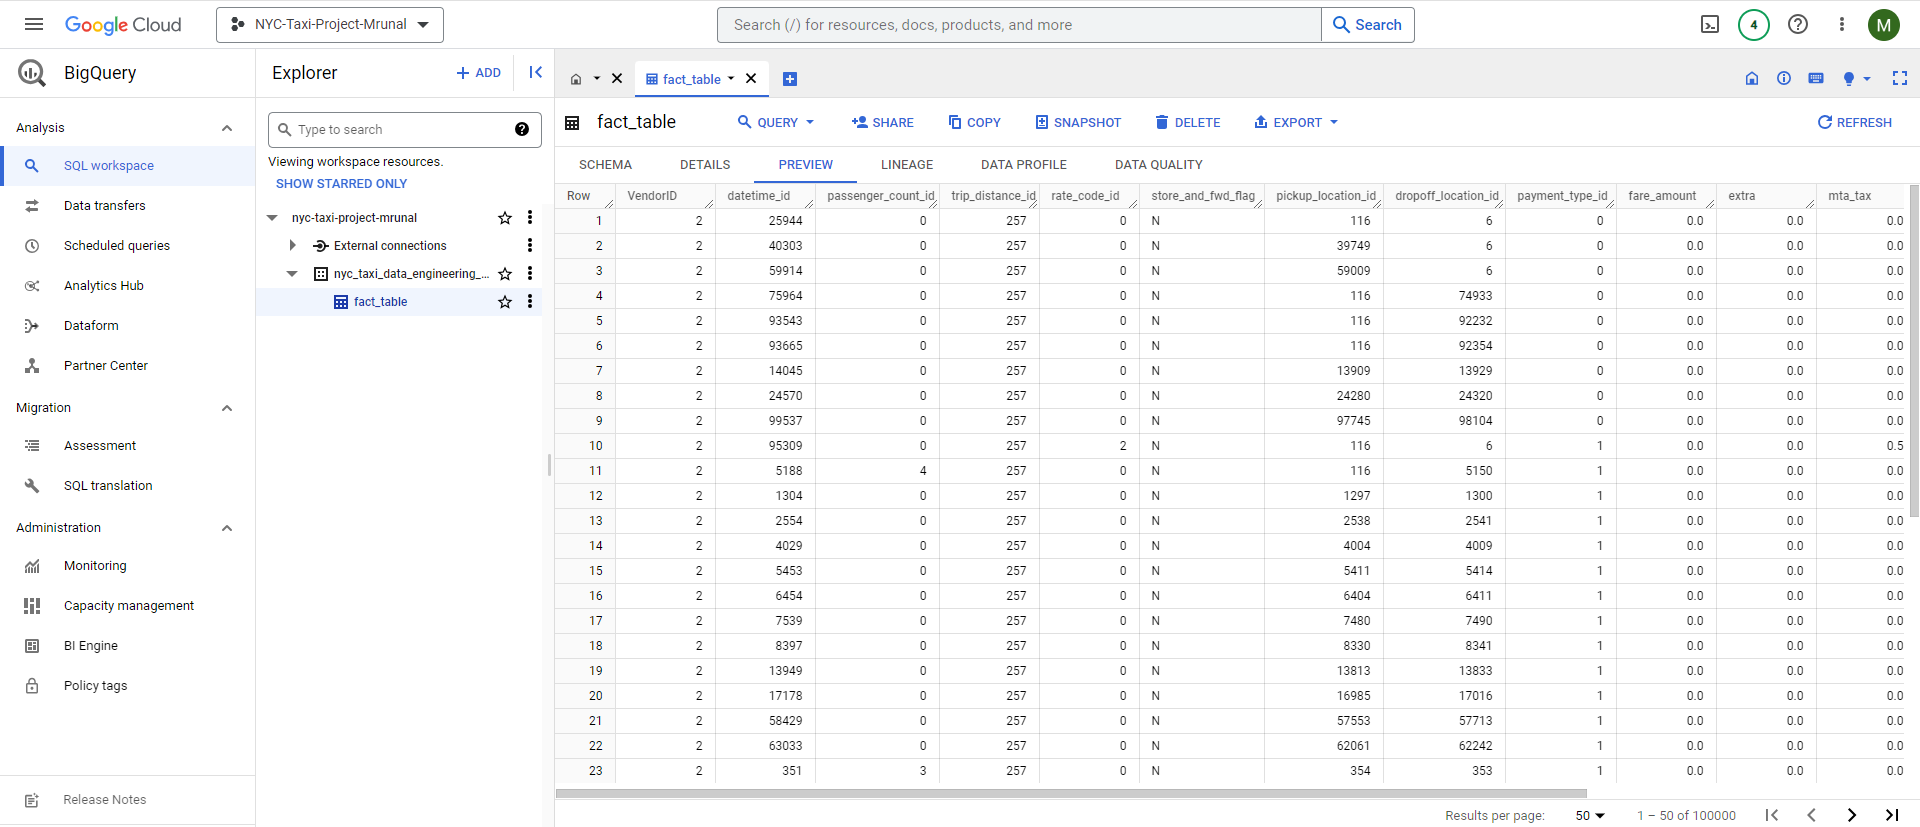 Google Cloud
NYC-Taxi-Project-Mrunal
Search (/) for resources, docs, products, and more
Search
4
M
BigQuery
Analysis
SQL workspace
Data transfers
Scheduled queries
Analytics Hub
Dataform
Partner Center
Migration
Assessment
SQL translation
Administration
Monitoring
Capacity management
BI Engine
Policy tags
Release Notes
Explorer
ADD
Type to search
Viewing workspace resources.
SHOW STARRED ONLY
nyc-taxi-project-mrunal
External connections
nyc_taxi_data_engineering_...
fact_table
fact_table
fact_table
QUERY
SHARE
COPY
SNAPSHOT
DELETE
EXPORT
REFRESH
SCHEMA DETAILS PREVIEW LINEAGE DATA PROFILE DATA QUALITY
Row VendorID datetime_id passenger_count_id trip_distance_id rate_code_id store_and_fwd_flag pickup_location_id dropoff_location_id payment_type_id fare_amount extra mta_tax
1 2 25944 0 257 0 N 116 6 0 0.0 0.0 0.0
2 2 40303 0 257 0 N 39749 6 0 0.0 0.0 0.0
3 2 59914 0 257 0 N 59009 6 0 0.0 0.0 0.0
4 2 75964 0 257 0 N 116 74933 0 0.0 0.0 0.0
5 2 93543 0 257 0 N 116 92232 0 0.0 0.0 0.0
6 2 93665 0 257 0 N 116 92354 0 0.0 0.0 0.0
7 2 14045 0 257 0 N 13909 13929 0 0.0 0.0 0.0
8 2 24570 0 257 0 N 24280 24320 0 0.0 0.0 0.0
9 2 99537 0 257 0 N 97745 98104 0 0.0 0.0 0.0
10 2 95309 0 257 2 N 116 6 1 0.0 0.0 0.5
11 2 5188 4 257 0 N 116 5150 1 0.0 0.0 0.0
12 2 1304 0 257 0 N 1297 1300 1 0.0 0.0 0.0
13 2 2554 0 257 0 N 2538 2541 1 0.0 0.0 0.0
14 2 4029 0 257 0 N 4004 4009 1 0.0 0.0 0.0
15 2 5453 0 257 0 N 5411 5414 1 0.0 0.0 0.0
16 2 6454 0 257 0 N 6404 6411 1 0.0 0.0 0.0
17 2 7539 0 257 0 N 7480 7490 1 0.0 0.0 0.0
18 2 8397 0 257 0 N 8330 8341 1 0.0 0.0 0.0
19 2 13949 0 257 0 N 13813 13833 1 0.0 0.0 0.0
20 2 17178 0 257 0 N 16985 17016 1 0.0 0.0 0.0
21 2 58429 0 257 0 N 57553 57713 1 0.0 0.0 0.0
22 2 63033 0 257 0 N 62061 62242 1 0.0 0.0 0.0
23 2 351 3 257 0 N 354 353 1 0.0 0.0 0.0
Results per page: 50 1 – 50 of 100000